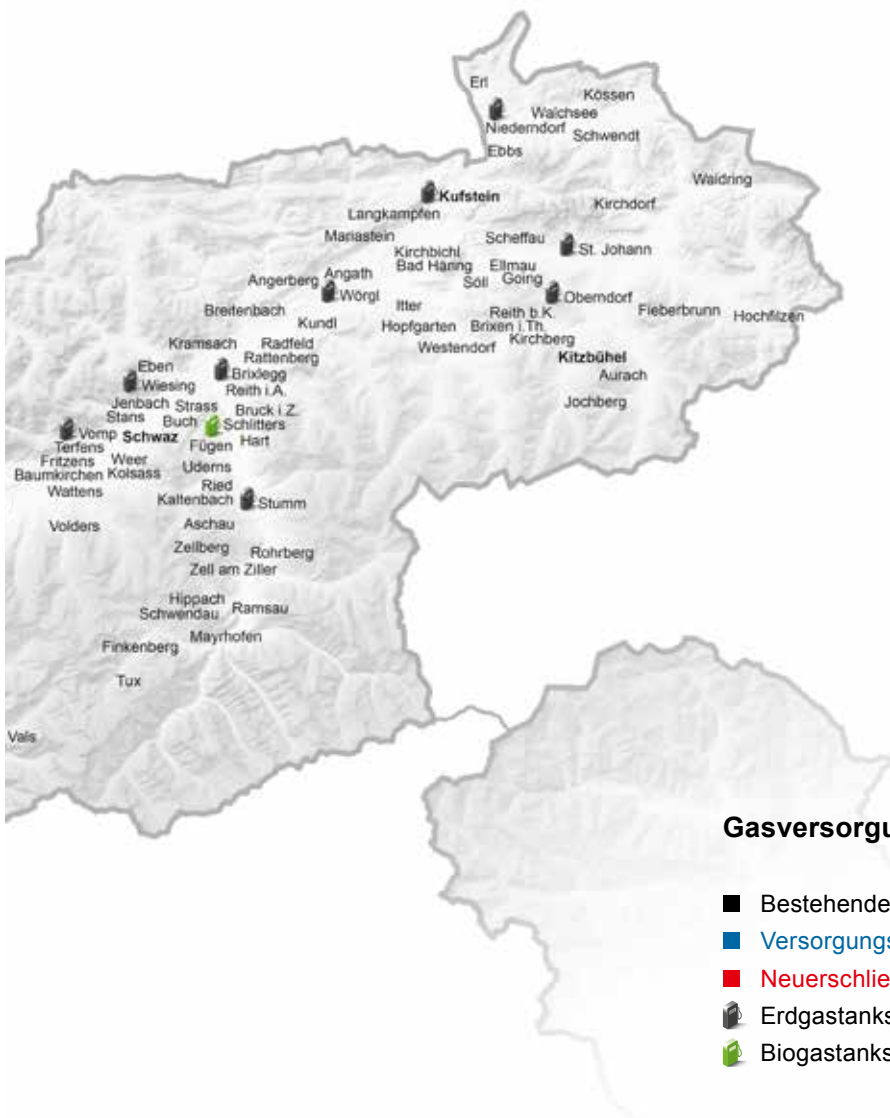 Erl
Kössen
Walchsee
Niederndorf
Schwendt
Ebbs
Waidring
Kufstein
Kirchdorf
Langkampfen
Mariastein
Scheffau
St. Johann
Kirchbichl
Bad Häring
Ellmau
Angath
Angerberg
Söll
Going
Wörgl
Oberndorf
Itter
Breitenbach
Reith b.K.
Fieberbrunn
Hochfilzen
Kundl
Hopfgarten
Brixen i.Th.
Kirchberg
Kramsach
Radfeld
Westendorf
Rattenberg
Kitzbühel
Eben
Brixlegg
Aurach
Wiesing
Reith i.A.
Jenbach
Strass
Bruck i Z.
Jochberg
Stans
Buch
Schlitters
Vomp
Schwaz
Hart
Terfens
Fügen
Fritzens
Weer
Uderns
Baumkirchen
Kolsass
Ried
Wattens
Kaltenbach
Stumm
Volders
Aschau
Zellberg
Rohrberg
Zell am Ziller
Hippach
Ramsau
Schwendau
Mayrhofen
Finkenberg
Tux
Vals
Gasversorgu
Bestehende
Versorgungs
Neuerschlie
Erdgastanks
Biogastanks